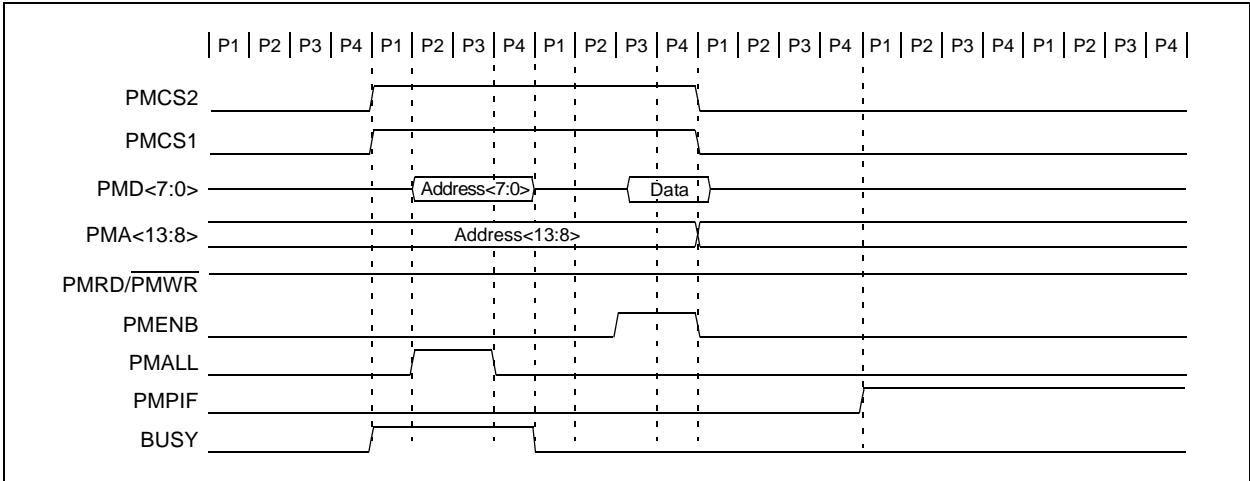 P1 P2 P3 P4 P1 P2 P3 P4 P1 P2 P3 P4 P1 P2 P3 P4 P1 P2 P3 P4 P1 P2 P3 P4
PMCS2
PMCS1
PMD<7:0> Address<7:0> Data
PMA<13:8> Address<13:8>
PMRD/PMWR
PMENB
PMALL
PMPIF
BUSY